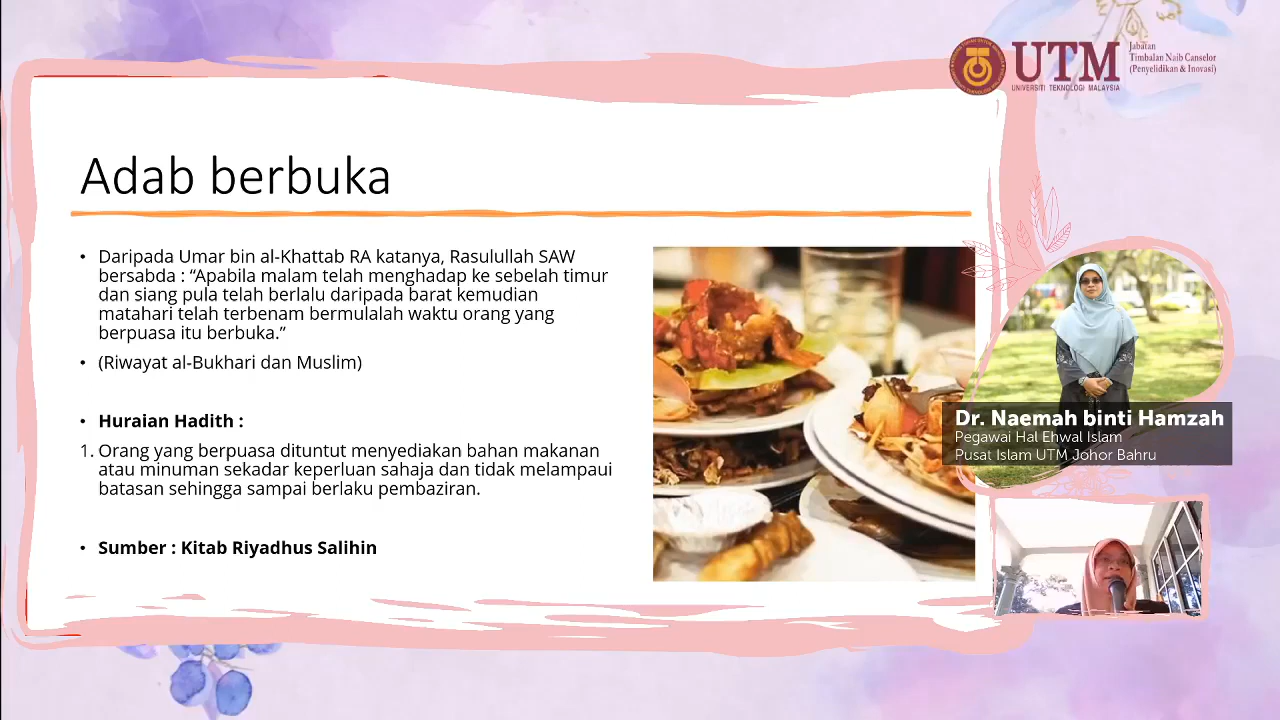 UTM
UNIVERSITI TEKNOLOGI MALAYSIA
Jabatan
Timbalan Naib Canselor
(Penyelidikan & Inovasi)
Adab berbuka
• Daripada Umar bin al-Khattab RA katanya, Rasulullah SAW
bersabda : “Apabila malam telah menghadap ke sebelah timur
dan siang pula telah berlalu daripada barat kemudian
matahari telah terbenam bermulalah waktu orang yang
berpuasa itu berbuka.”
• (Riwayat al-Bukhari dan Muslim)
• Huraian Hadith :
1. Orang yang berpuasa dituntut menyediakan bahan makanan
atau minuman sekadar keperluan sahaja dan tidak melampaui
batasan sehingga sampai berlaku pembaziran.
• Sumber : Kitab Riyadhus Salihin
Dr. Naemah binti Hamzah
Pegawai Hal Ehwal Islam
Pusat Islam UTM Johor Bahru